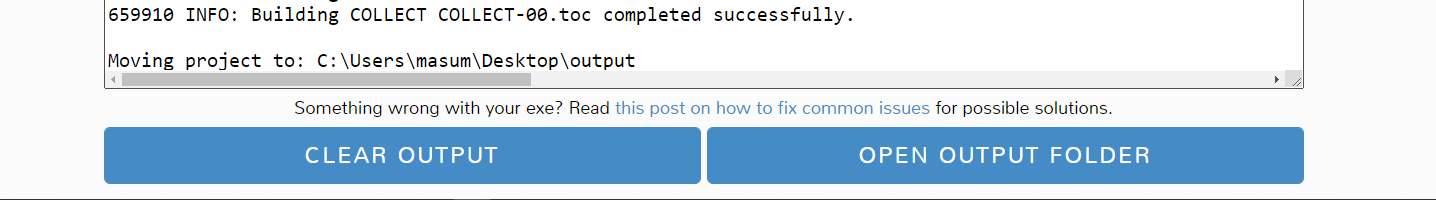 659910 INFO: Building COLLECT COLLECT-00.toc completed successfully.
Moving project to: C:\Users\masum\Desktop\output
Something wrong with your exe? Read this post on how to fix common issues for possible solutions.
CLEAR OUTPUT
OPEN OUTPUT FOLDER